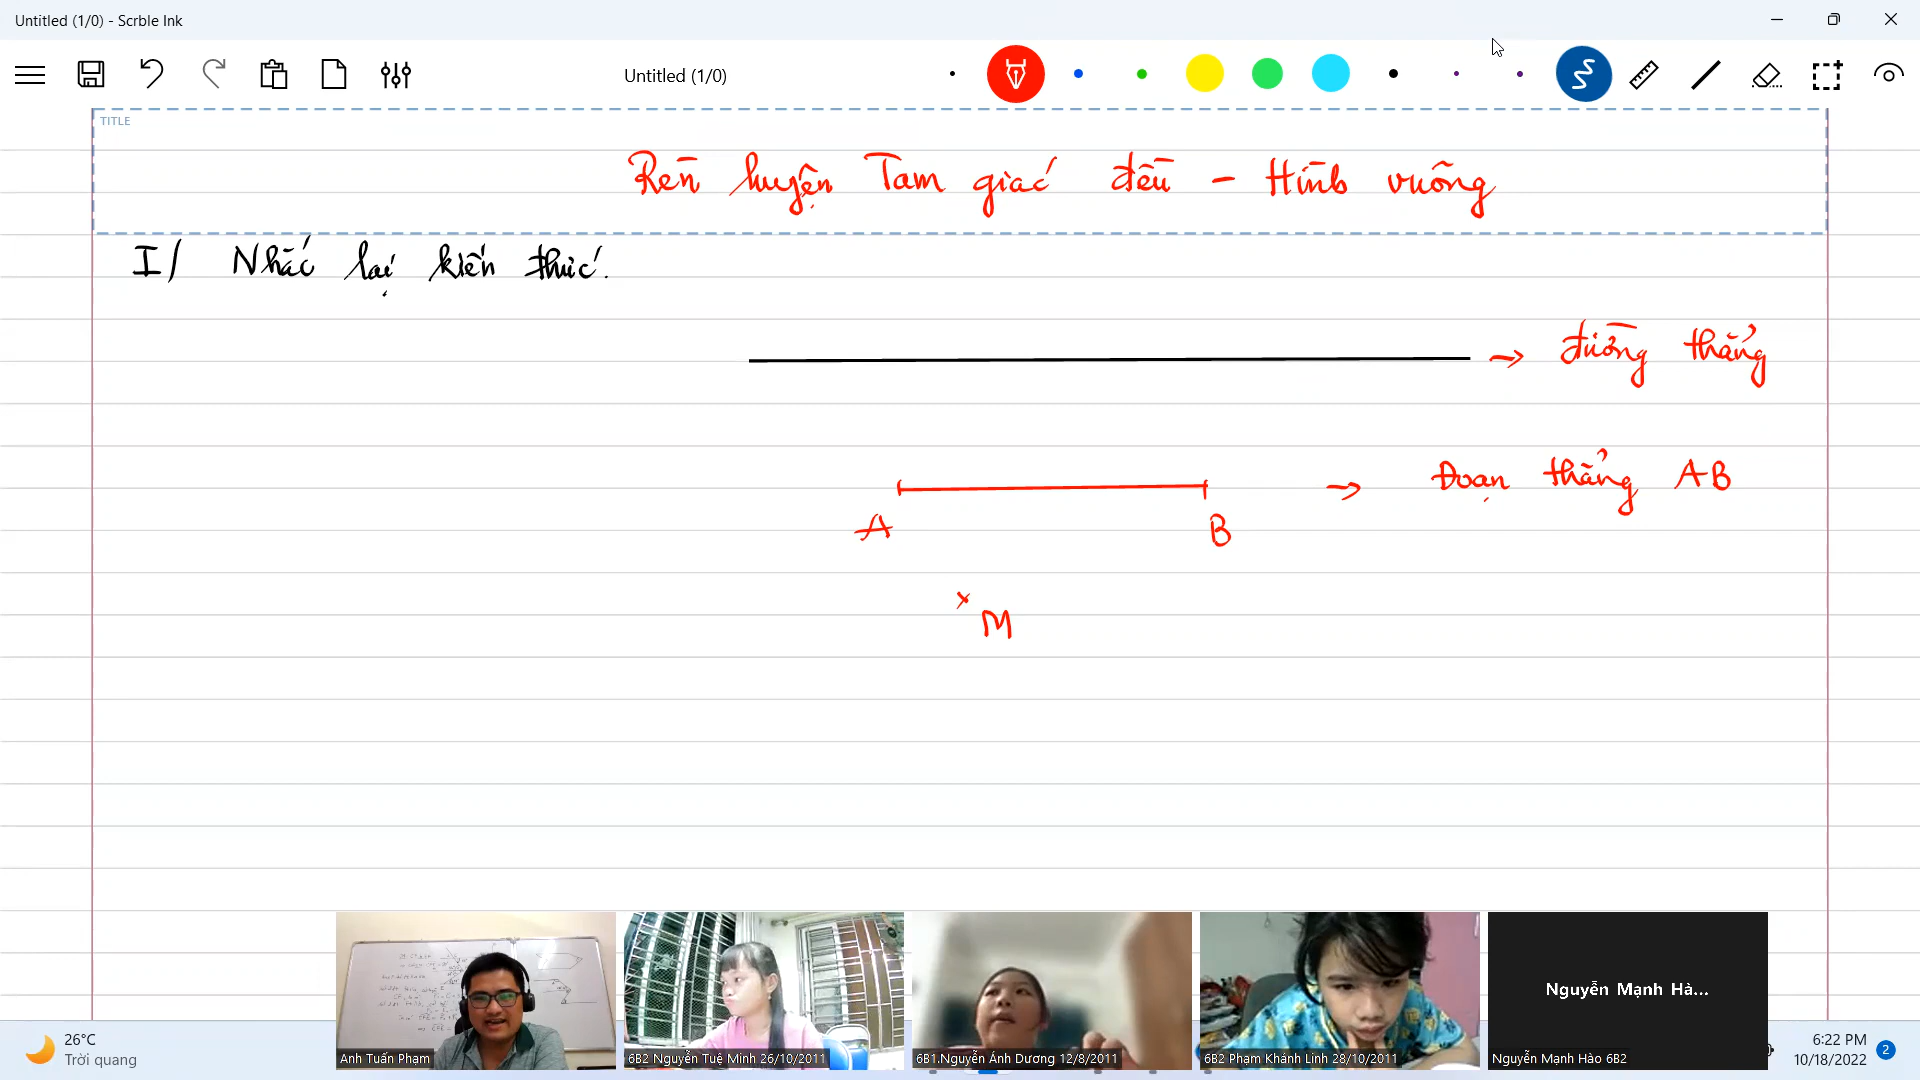 Untitled (1/0) - Scrble Ink
Untitled (1/0)
TITLE
Rèn luyện Tam giác đều - Hình vuông
I/ Nhắc lại kiến thức.
→ đường thẳng
→ Đoạn thẳng AB
A B
× M
Nguyễn Mạnh Hà...
Anh Tuấn Phạm
6B2 Nguyễn Tuệ Minh 26/10/2011
6B1.Nguyễn Ánh Dương 12/8/2011
6B2 Phạm Khánh Linh 28/10/2011
Nguyễn Mạnh Hào 6B2
26°C
Trời quang
6:22 PM
10/18/2022
2